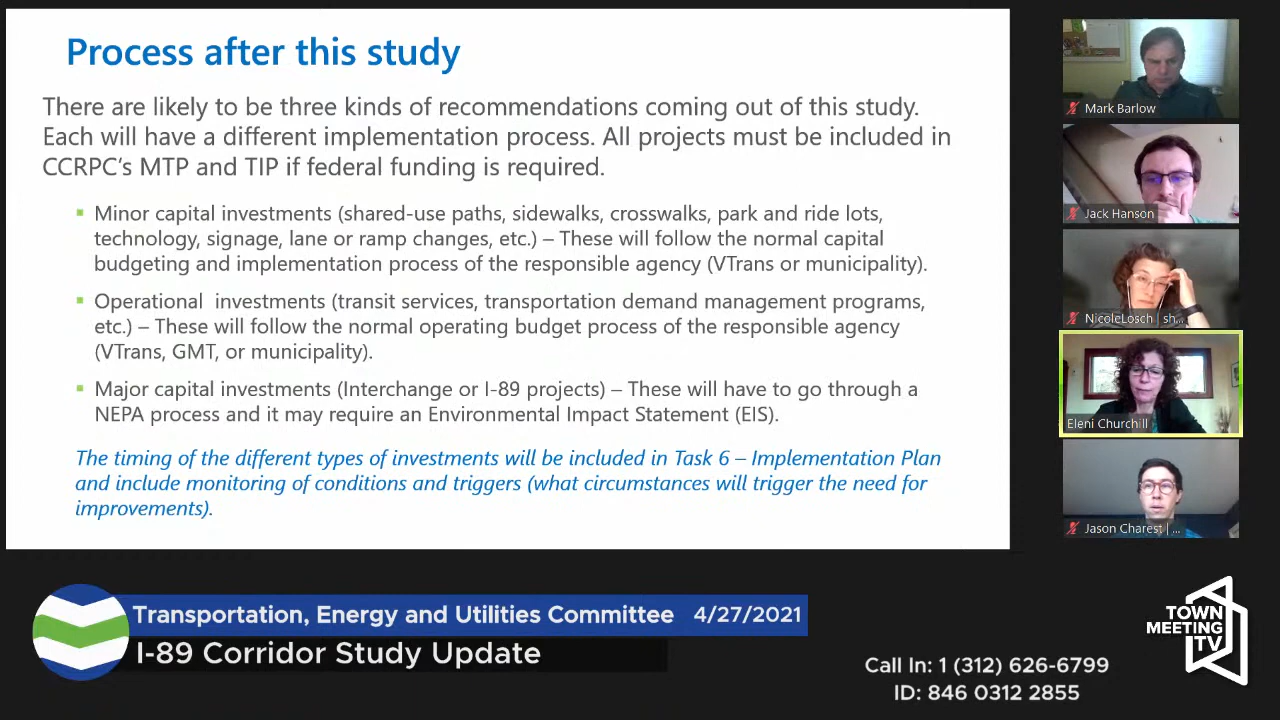 Process after this study
There are likely to be three kinds of recommendations coming out of this study.
Each will have a different implementation process. All projects must be included in
CCRPC's MTP and TIP if federal funding is required.
Minor capital investments (shared-use paths, sidewalks, crosswalks, park and ride lots,
technology, signage, lane or ramp changes, etc.) – These will follow the normal capital
budgeting and implementation process of the responsible agency (VTrans or municipality).
Operational investments (transit services, transportation demand management programs,
etc.) – These will follow the normal operating budget process of the responsible agency
(VTrans, GMT, or municipality).
Major capital investments (Interchange or I-89 projects) – These will have to go through a
NEPA process and it may require an Environmental Impact Statement (EIS).
The timing of the different types of investments will be included in Task 6 – Implementation Plan
and include monitoring of conditions and triggers (what circumstances will trigger the need for
improvements).
Mark Barlow
Jack Hanson
NicoleLosch | sh...
Eleni Churchill
Jason Charest | ...
Transportation, Energy and Utilities Committee 4/27/2021
I-89 Corridor Study Update
Call In: 1 (312) 626-6799
ID: 846 0312 2855
TOWN
MEETING
TV